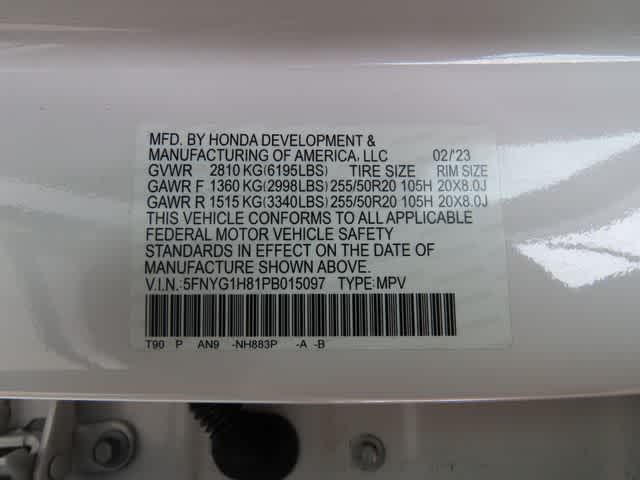 MFD. BY HONDA DEVELOPMENT &
MANUFACTURING OF AMERICA, LLC 02/'23
GVWR 2810 KG(6195LBS) TIRE SIZE RIM SIZE
GAWR F 1360 KG(2998LBS) 255/50R20 105H 20X8.0J
GAWR R 1515 KG(3340LBS) 255/50R20 105H 20X8.0J
THIS VEHICLE CONFORMS TO ALL APPLICABLE
FEDERAL MOTOR VEHICLE SAFETY
STANDARDS IN EFFECT ON THE DATE OF
MANUFACTURE SHOWN ABOVE.
V.I.N.:5FNYG1H81PB015097 TYPE:MPV
T90 P AN9 -NH883P -A -B